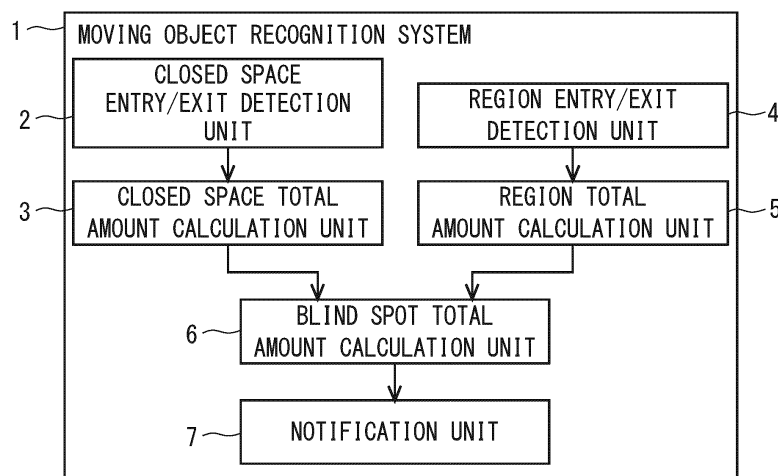 1
MOVING OBJECT RECOGNITION SYSTEM
2
CLOSED SPACE
ENTRY/EXIT DETECTION
UNIT
REGION ENTRY/EXIT
DETECTION UNIT
4
3
CLOSED SPACE TOTAL
AMOUNT CALCULATION UNIT
REGION TOTAL
AMOUNT CALCULATION UNIT
5
6
BLIND SPOT TOTAL
AMOUNT CALCULATION UNIT
7
NOTIFICATION UNIT